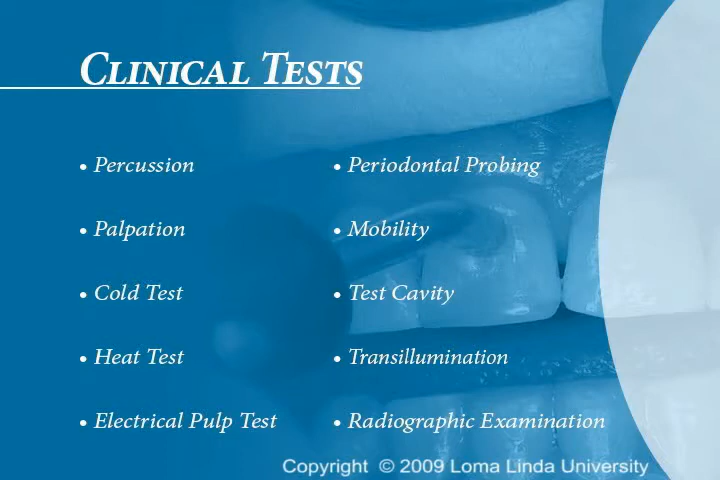 Clinical Tests
• Percussion
• Palpation
• Cold Test
• Heat Test
• Electrical Pulp Test
• Periodontal Probing
• Mobility
• Test Cavity
• Transillumination
• Radiographic Examination
Copyright © 2009 Loma Linda University